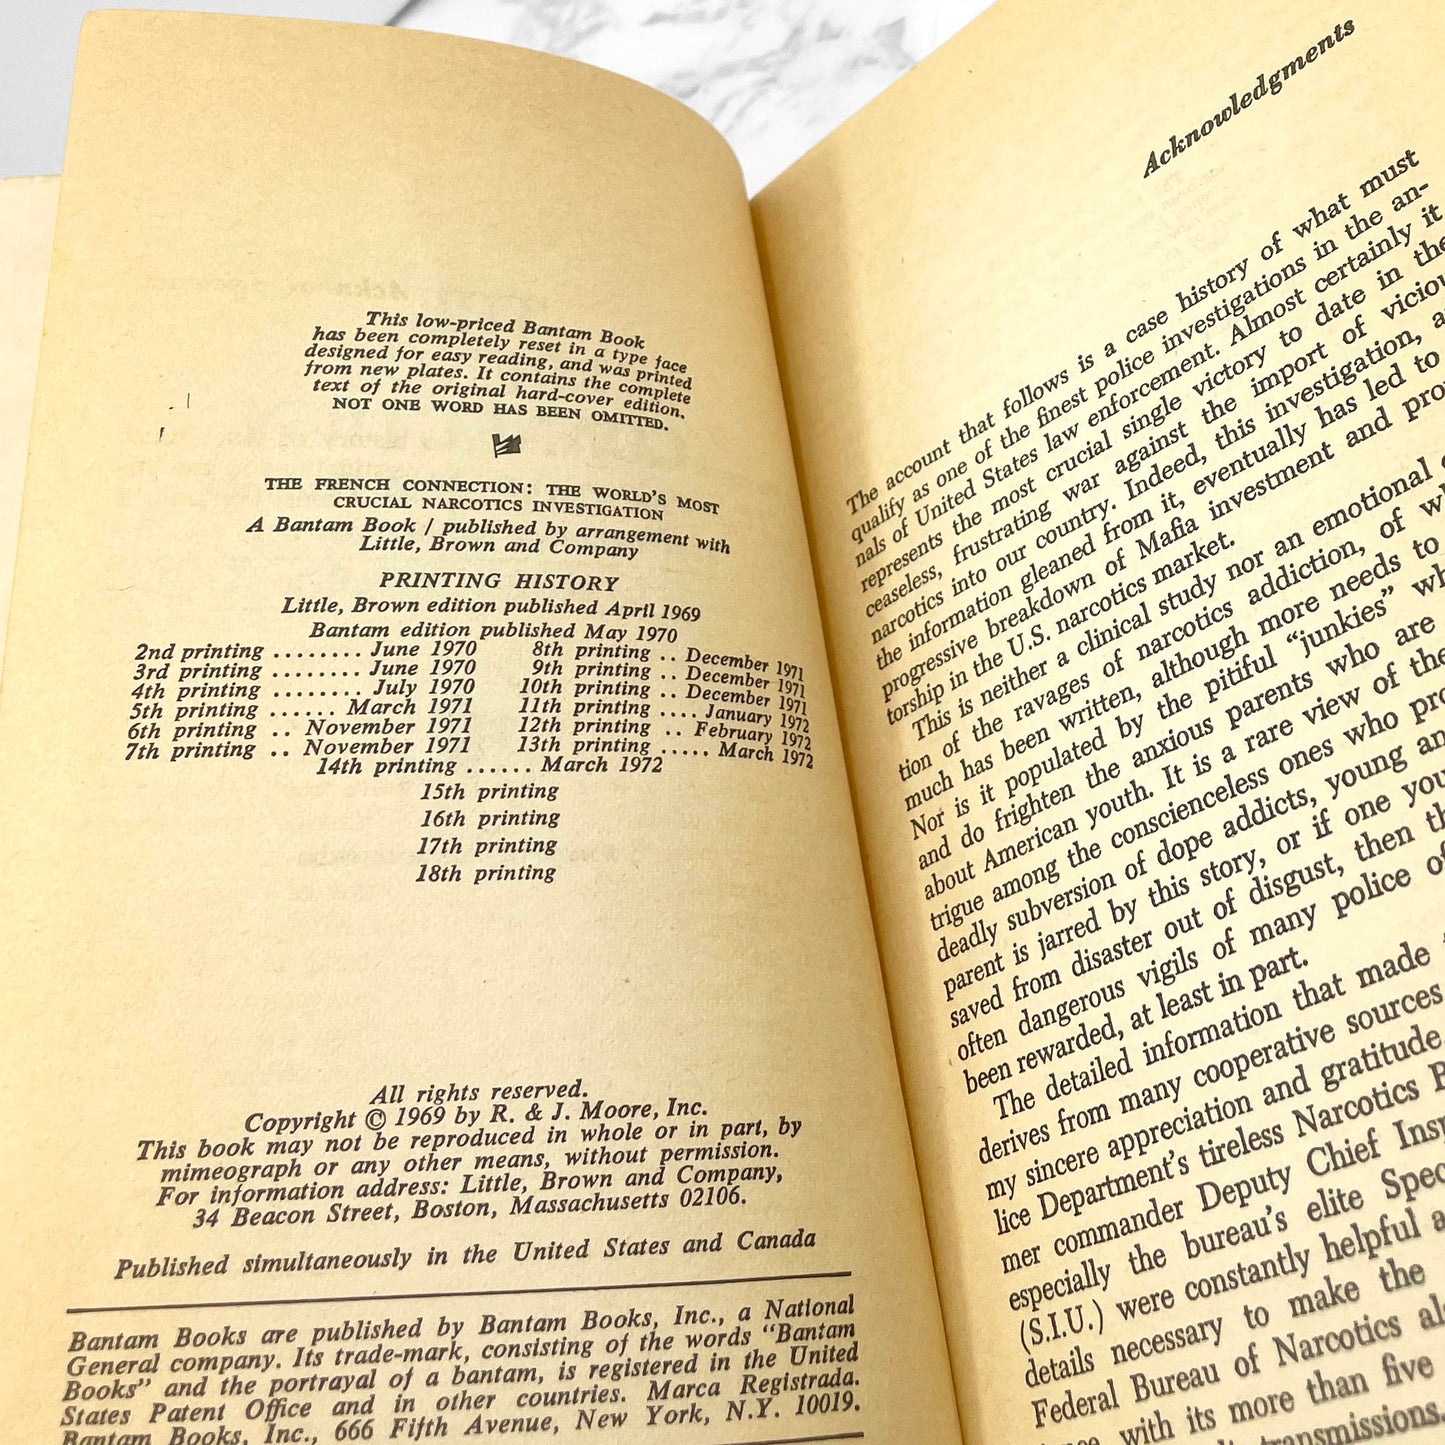 This low-priced Bantam Book
has been completely reset in a type face
designed for easy reading, and was printed
from new plates. It contains the complete
text of the original hard-cover edition.
NOT ONE WORD HAS BEEN OMITTED.
THE FRENCH CONNECTION: THE WORLD'S MOST
CRUCIAL NARCOTICS INVESTIGATION
A Bantam Book / published by arrangement with
Little, Brown and Company
PRINTING HISTORY
Little, Brown edition published April 1969
Bantam edition published May 1970
2nd printing ........ June 1970 8th printing .. December 1971
3rd printing ........ June 1970 9th printing .. December 1971
4th printing ........ July 1970 10th printing .. December 1971
5th printing ...... March 1971 11th printing .... January 1972
6th printing .. November 1971 12th printing .. February 1972
7th printing .. November 1971 13th printing ..... March 1972
14th printing ...... March 1972
15th printing
16th printing
17th printing
18th printing
All rights reserved.
Copyright © 1969 by R. & J. Moore, Inc.
This book may not be reproduced in whole or in part, by
mimeograph or any other means, without permission.
For information address: Little, Brown and Company,
34 Beacon Street, Boston, Massachusetts 02106.
Published simultaneously in the United States and Canada
Bantam Books are published by Bantam Books, Inc., a National
General company. Its trade-mark, consisting of the words "Bantam
Books" and the portrayal of a bantam, is registered in the United
States Patent Office and in other countries. Marca Registrada.
Bantam Books, Inc., 666 Fifth Avenue, New York, N.Y. 10019.
Acknowledgments
The account that follows is a case history of what must
qualify as one of the finest police investigations in the an-
nals of United States law enforcement. Almost certainly it
represents the most crucial single victory to date in the
ceaseless, frustrating war against the import of vicious
narcotics into our country. Indeed, this investigation, a
the information gleaned from it, eventually has led to
progressive breakdown of Mafia investment and pro
torship in the U.S. narcotics market.
This is neither a clinical study nor an emotional
tion of the ravages of narcotics addiction, of wh
much has been written, although more needs to
Nor is it populated by the pitiful "junkies" wh
and do frighten the anxious parents who are
about American youth. It is a rare view of the
trigue among the conscienceless ones who pro
deadly subversion of dope addicts, young an
parent is jarred by this story, or if one you
saved from disaster out of disgust, then th
often dangerous vigils of many police of
been rewarded, at least in part.
The detailed information that made
derives from many cooperative sources
my sincere appreciation and gratitude.
lice Department's tireless Narcotics B
mer commander Deputy Chief Insp
especially the bureau's elite Spec
(S.I.U.) were constantly helpful a
details necessary to make the
Federal Bureau of Narcotics al
with its more than five
transmissions.